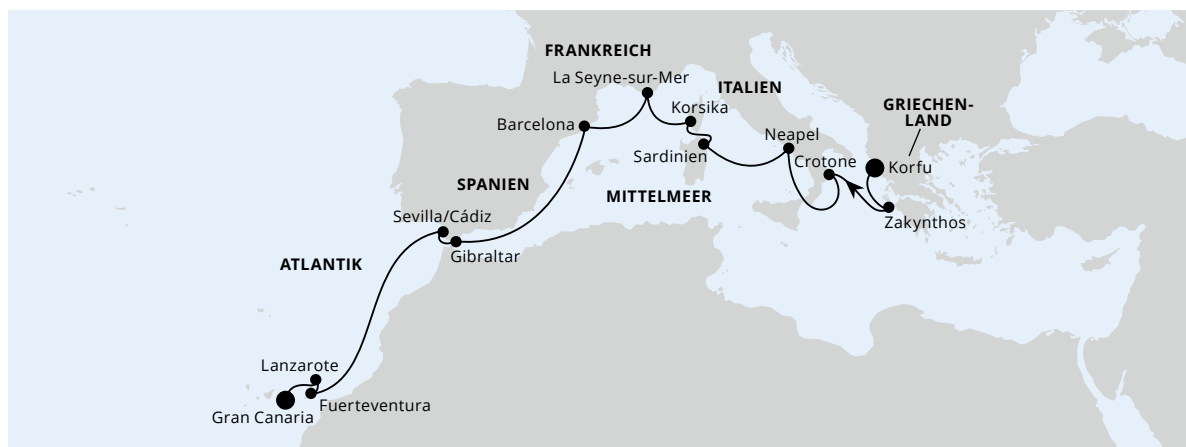 FRANKREICH
La Seyne-sur-Mer
ITALIEN
Korsika
GRIECHEN-
LAND
Barcelona
Neapel
Sardinien
Crotone
Korfu
SPANIEN
MITTELMEER
Sevilla/Cádiz
Zakynthos
Gibraltar
ATLANTIK
Lanzarote
Fuerteventura
Gran Canaria